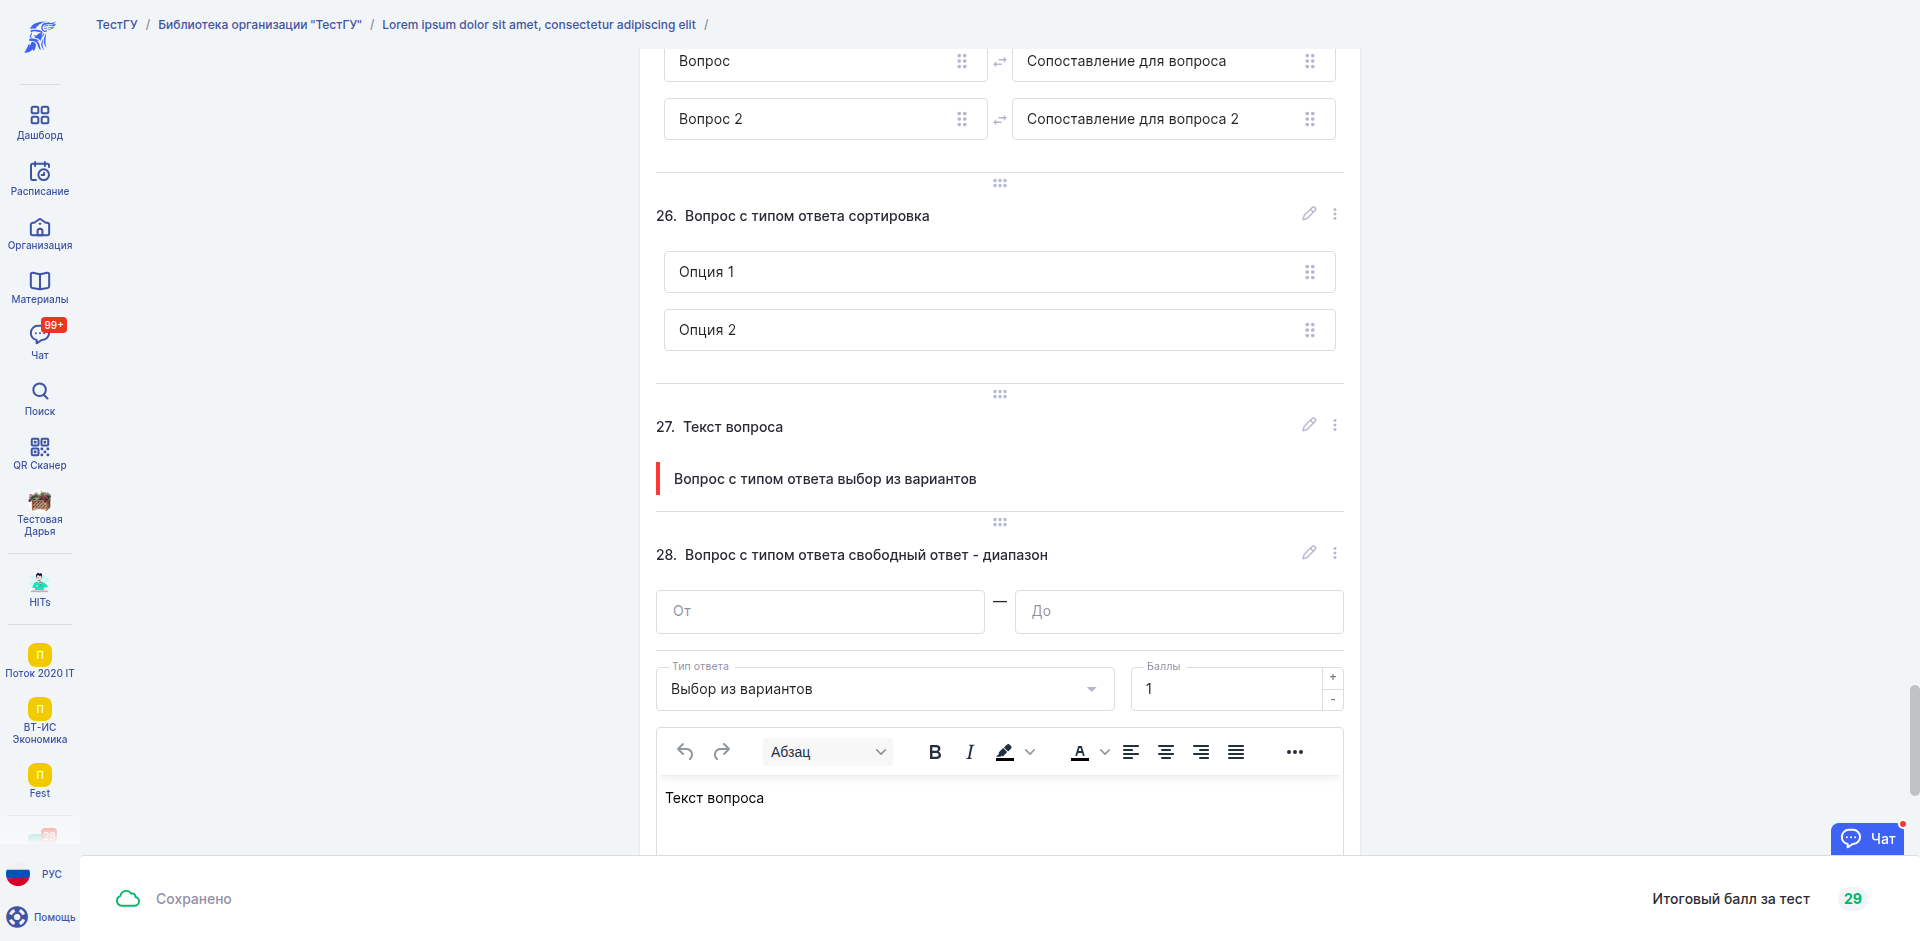 ТестГУ / Библиотека организации "ТестГУ" / Lorem ipsum dolor sit amet, consectetur adipiscing elit /
Дашборд
Расписание
Организация
Материалы
99+
Чат
Поиск
QR Сканер
Тестовая
Дарья
HITs
П
Поток 2020 IT
П
ВТ-ИС
Экономика
П
Fest
28
РУС
Помощь
Вопрос
Сопоставление для вопроса
Вопрос 2
Сопоставление для вопроса 2
26. Вопрос с типом ответа сортировка
Опция 1
Опция 2
27. Текст вопроса
Вопрос с типом ответа выбор из вариантов
28. Вопрос с типом ответа свободный ответ - диапазон
От
—
До
Тип ответа
Выбор из вариантов
Баллы
1
+
-
Абзац
B I A
Текст вопроса
Чат
Сохранено
Итоговый балл за тест 29